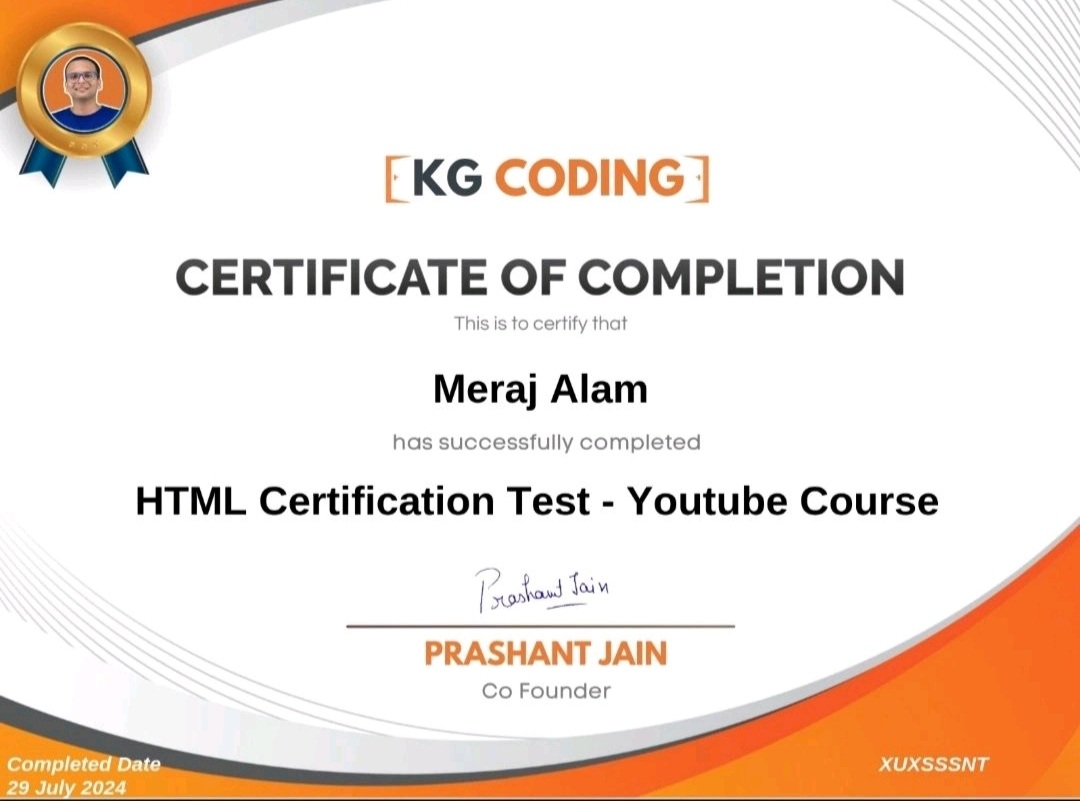 [KG CODING]
CERTIFICATE OF COMPLETION
This is to certify that
Meraj Alam
has successfully completed
HTML Certification Test - Youtube Course
Prashant Jain
PRASHANT JAIN
Co Founder
Completed Date
29 July 2024
XUXSSSNT